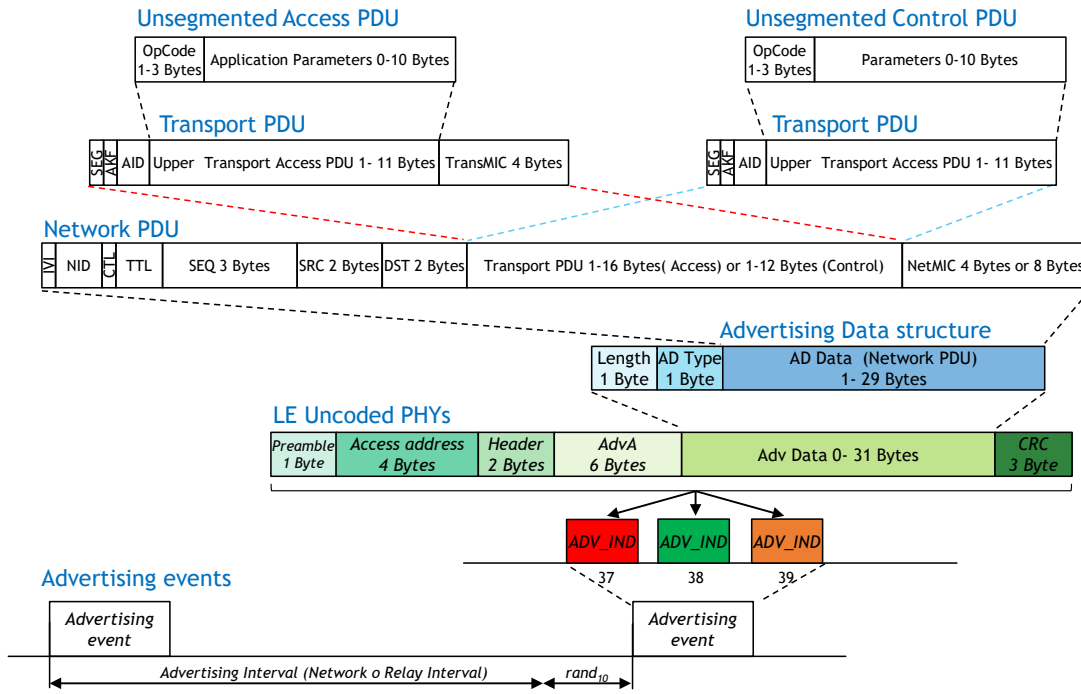 Unsegmented Access PDU
Unsegmented Control PDU
OpCode
1-3 Bytes
Application Parameters 0-10 Bytes
OpCode
1-3 Bytes
Parameters 0-10 Bytes
Transport PDU
Transport PDU
SEG
AKF
AID
Upper Transport Access PDU 1- 11 Bytes
TransMIC 4 Bytes
SEG
AKF
AID
Upper Transport Access PDU 1- 11 Bytes
Network PDU
IVI
NID
CTL
TTL
SEQ 3 Bytes
SRC 2 Bytes
DST 2 Bytes
Transport PDU 1-16 Bytes( Access) or 1-12 Bytes (Control)
NetMIC 4 Bytes or 8 Bytes
Advertising Data structure
Length
1 Byte
AD Type
1 Byte
AD Data (Network PDU)
1- 29 Bytes
LE Uncoded PHYs
Preamble
1 Byte
Access address
4 Bytes
Header
2 Bytes
AdvA
6 Bytes
Adv Data 0- 31 Bytes
CRC
3 Byte
ADV_IND
ADV_IND
ADV_IND
37
38
39
Advertising events
Advertising
event
Advertising
event
Advertising Interval (Network o Relay Interval)
rand10